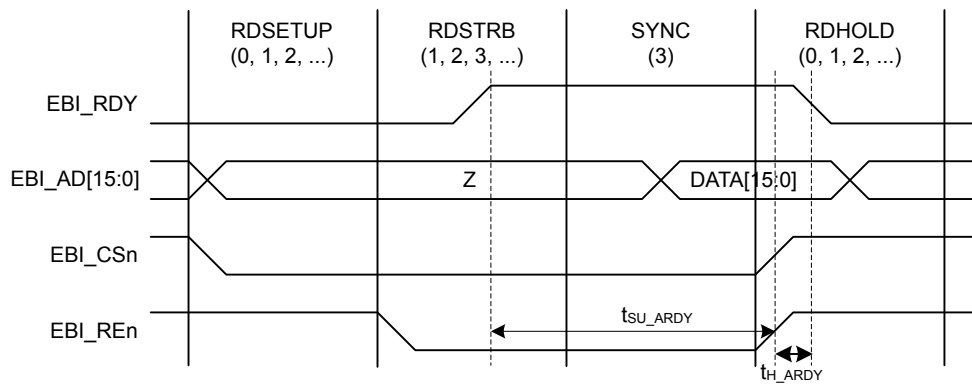 RDSETUP
(0, 1, 2, ...)
RDSTRB
(1, 2, 3, ...)
SYNC
(3)
RDHOLD
(0, 1, 2, ...)
EBI_RDY
EBI_AD[15:0]
Z
DATA[15:0]
EBI_CSn
EBI_REn
tSU_ARDY
tH_ARDY